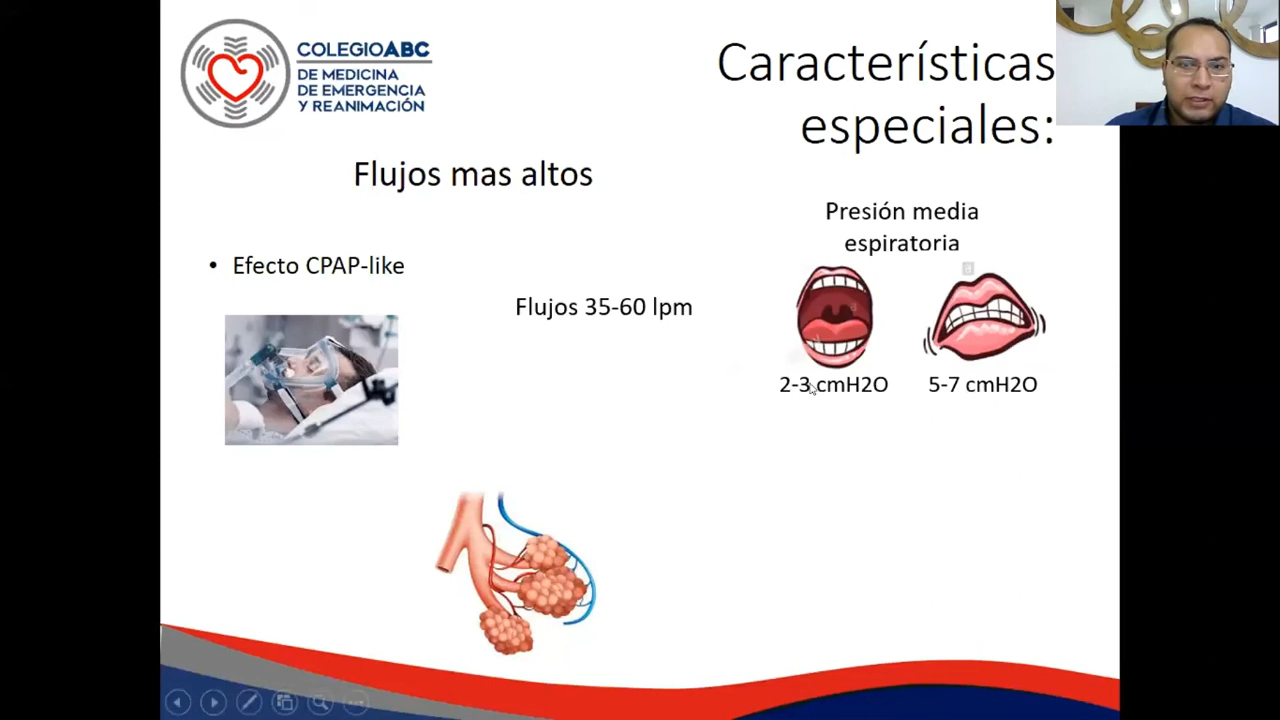 COLEGIOABC
DE MEDICINA
DE EMERGENCIA
Y REANIMACIÓN
Características
especiales:
Flujos mas altos
Presión media
espiratoria
• Efecto CPAP-like
Flujos 35-60 lpm
2-3 cmH2O
5-7 cmH2O